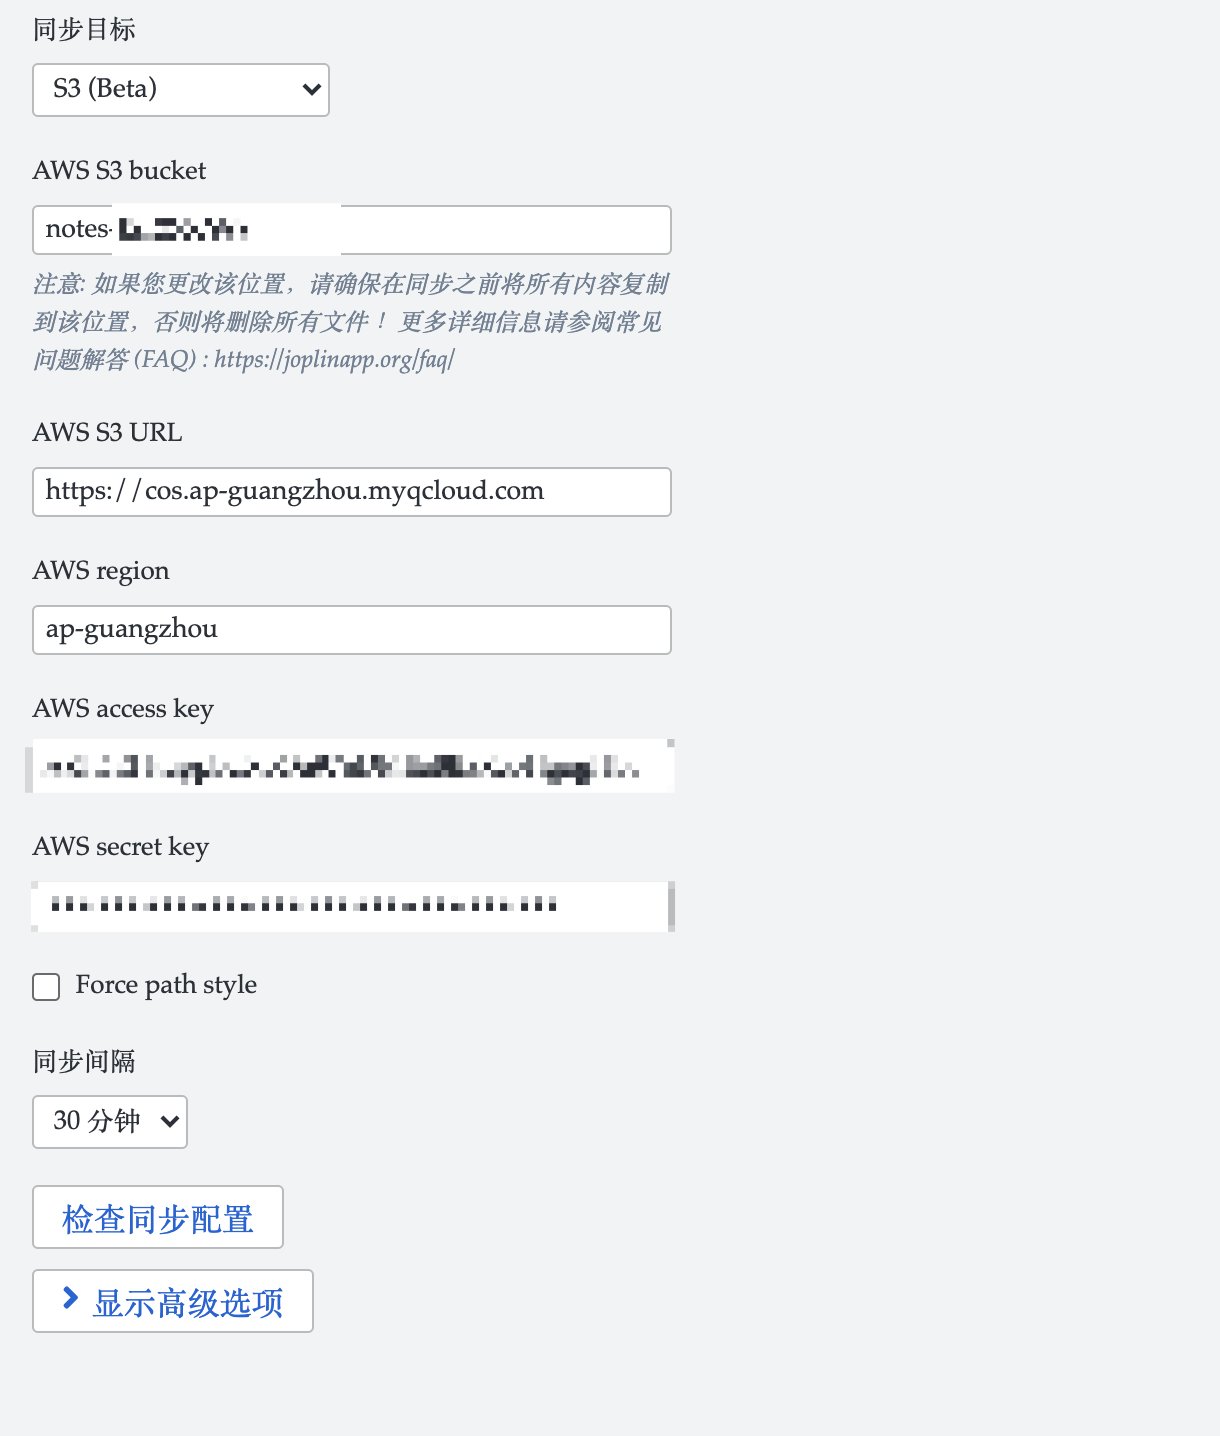 同步目标
S3 (Beta)
AWS S3 bucket
notes-
注意: 如果您更改该位置，请确保在同步之前将所有内容复制
到该位置，否则将删除所有文件！ 更多详细信息请参阅常见
问题解答 (FAQ) : https://joplinapp.org/faq/
AWS S3 URL
https://cos.ap-guangzhou.myqcloud.com
AWS region
ap-guangzhou
AWS access key
AWS secret key
Force path style
同步间隔
30 分钟
检查同步配置
显示高级选项